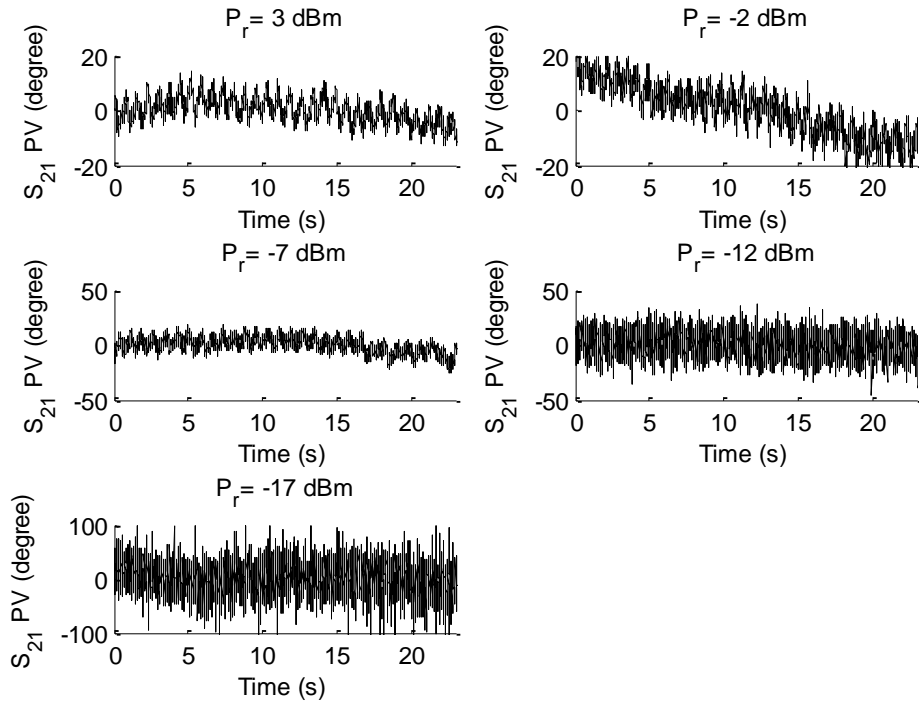 P_r= 3 dBm
S_21 PV (degree)
20
0
-20
0 5 10 15 20
Time (s)
P_r= -2 dBm
S_21 PV (degree)
20
0
-20
0 5 10 15 20
Time (s)
P_r= -7 dBm
S_21 PV (degree)
50
0
-50
0 5 10 15 20
Time (s)
P_r= -12 dBm
S_21 PV (degree)
50
0
-50
0 5 10 15 20
Time (s)
P_r= -17 dBm
S_21 PV (degree)
100
0
-100
0 5 10 15 20
Time (s)